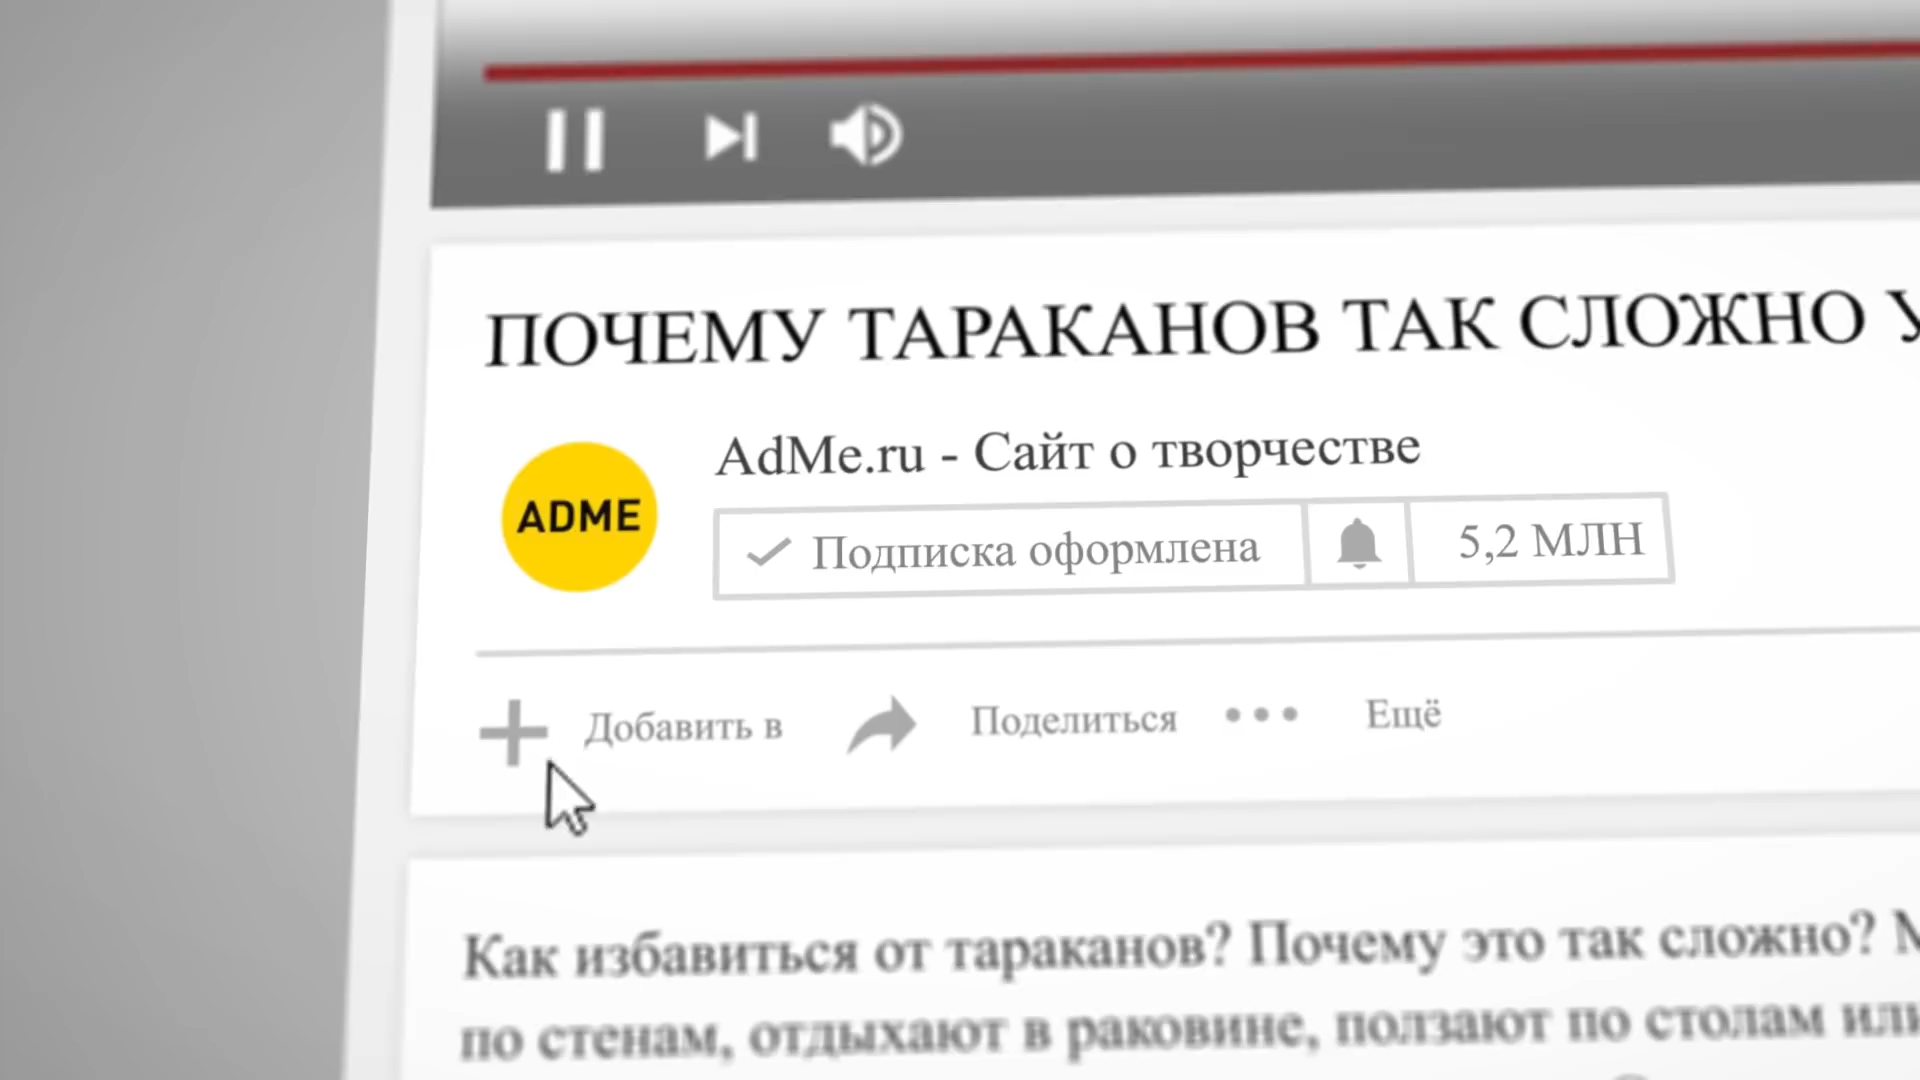 ПОЧЕМУ ТАРАКАНОВ ТАК СЛОЖНО
ADME
AdMe.ru - Сайт о творчестве
Подписка оформлена 5,2 МЛН
Добавить в Поделиться Ещё
Как избавиться от тараканов? Почему это так сложно?
по стенам, отдыхают в раковине, ползают по столам или